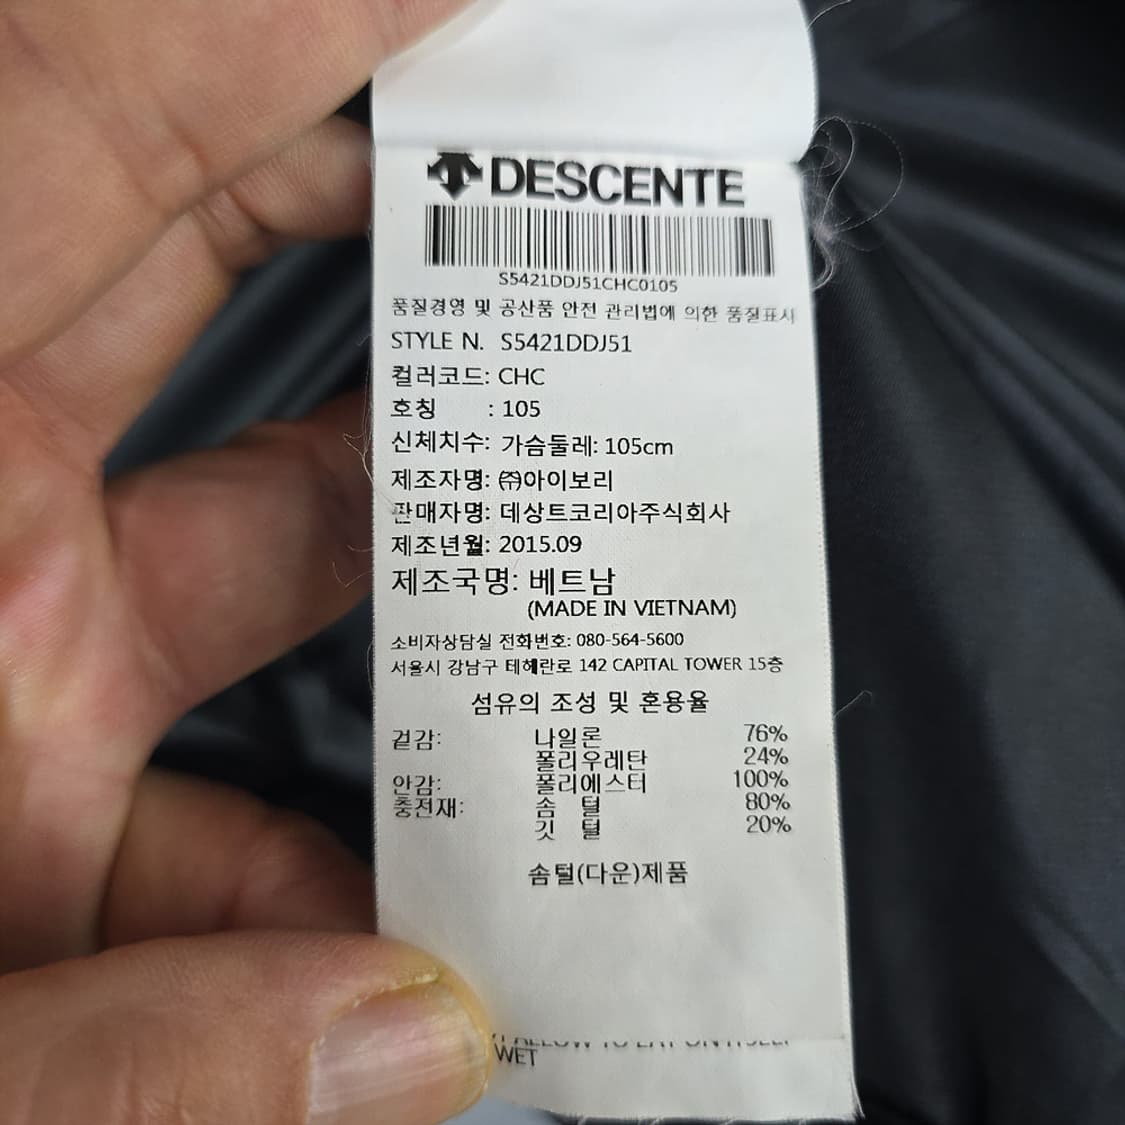 DESCENTE
S5421DDJ51CHC0105
품질경영 및 공산품 안전 관리법에 의한 품질표시
STYLE N. S5421DDJ51
컬러코드: CHC
호칭 : 105
신체치수: 가슴둘레: 105cm
제조자명: ㈜아이보리
판매자명: 데상트코리아주식회사
제조년월: 2015.09
제조국명: 베트남
(MADE IN VIETNAM)
소비자상담실 전화번호: 080-564-5600
서울시 강남구 테헤란로 142 CAPITAL TOWER 15층
섬유의 조성 및 혼용율
겉감: 나일론 76%
폴리우레탄 24%
안감: 폴리에스터 100%
충전재: 솜 털 80%
깃 털 20%
솜털(다운)제품
WET